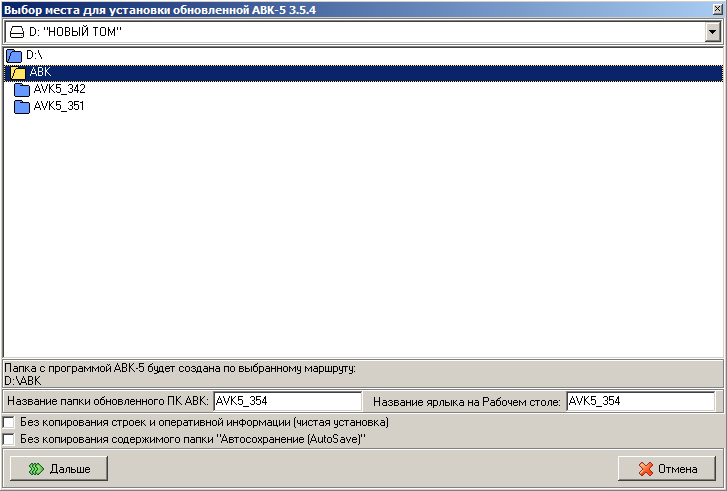 Выбор места для установки обновленной АВК-5 3.5.4
D: "НОВЫЙ ТОМ"
D:\
АВК
AVK5_342
AVK5_351
Папка с программой АВК-5 будет создана по выбранному маршруту:
D:\АВК
Название папки обновленного ПК АВК: AVK5_354 Название ярлыка на Рабочем столе: AVK5_354
Без копирования строек и оперативной информации (чистая установка)
Без копирования содержимого папки "Автосохранение (AutoSave)"
Дальше Отмена